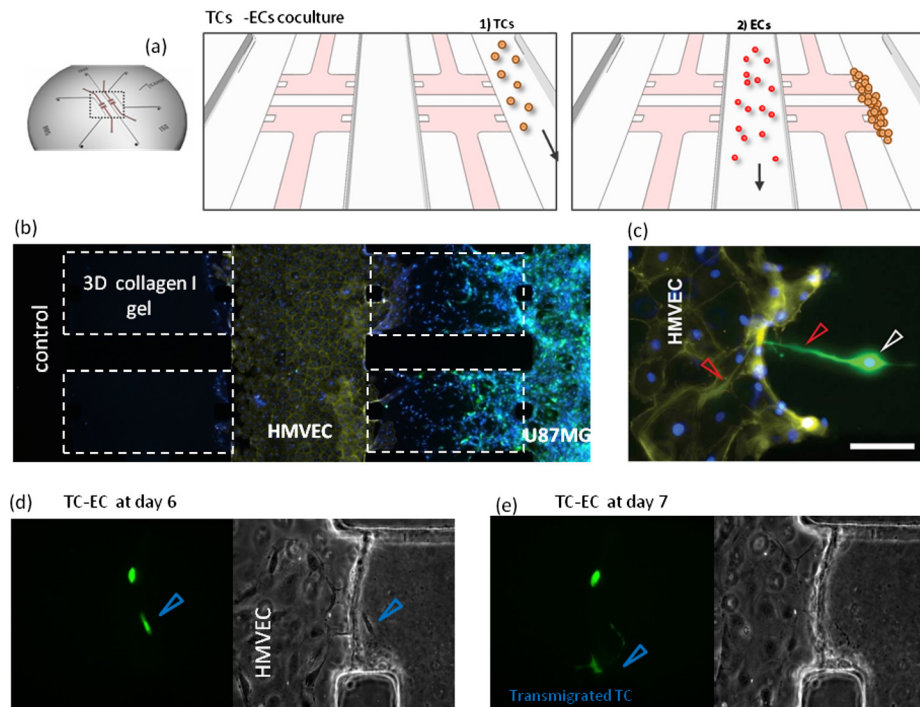 TCs -ECs coculture
(a)
1) TCs
2) ECs
(b)
control
3D collagen I
gel
HMVEC
U87MG
(c)
HMVEC
(d)
TC-EC at day 6
HMVEC
(e)
TC-EC at day 7
Transmigrated TC